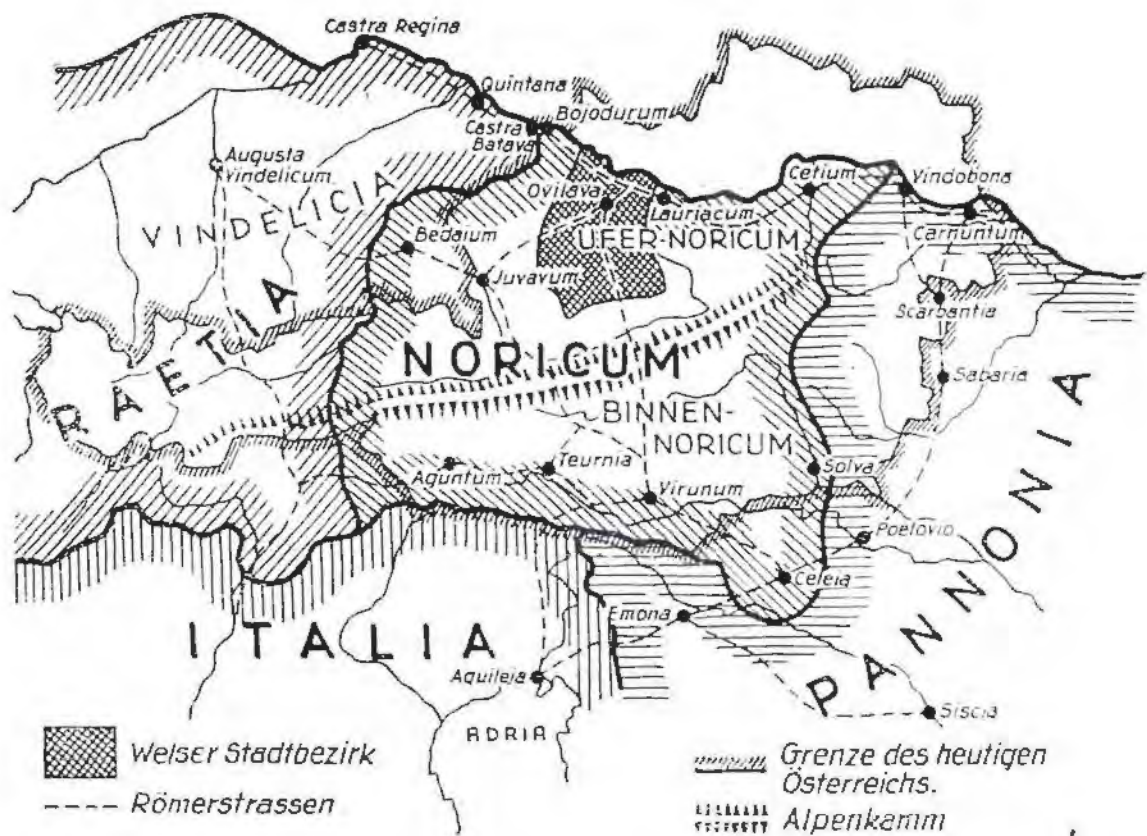 Castra Regina
Quintana
Castra
Batava
Bojodurum
Augusta
Vindelicum
VINDELICIA
Ovilava
Lauriacum
Cetium
Vindobona
Carnuntum
Bedaium
UFER-NORICUM
Juvavum
Scarbantia
RAETIA
NORICUM
Sabaria
BINNEN-
NORICUM
Aguntum
Teurnia
Solva
Virunum
Poetovio
PANNONIA
Celeia
Emona
ITALIA
Aquileja
Siscia
ADRIA
Welser Stadtbezirk
Römerstrassen
Grenze des heutigen
Österreichs.
Alpenkamm